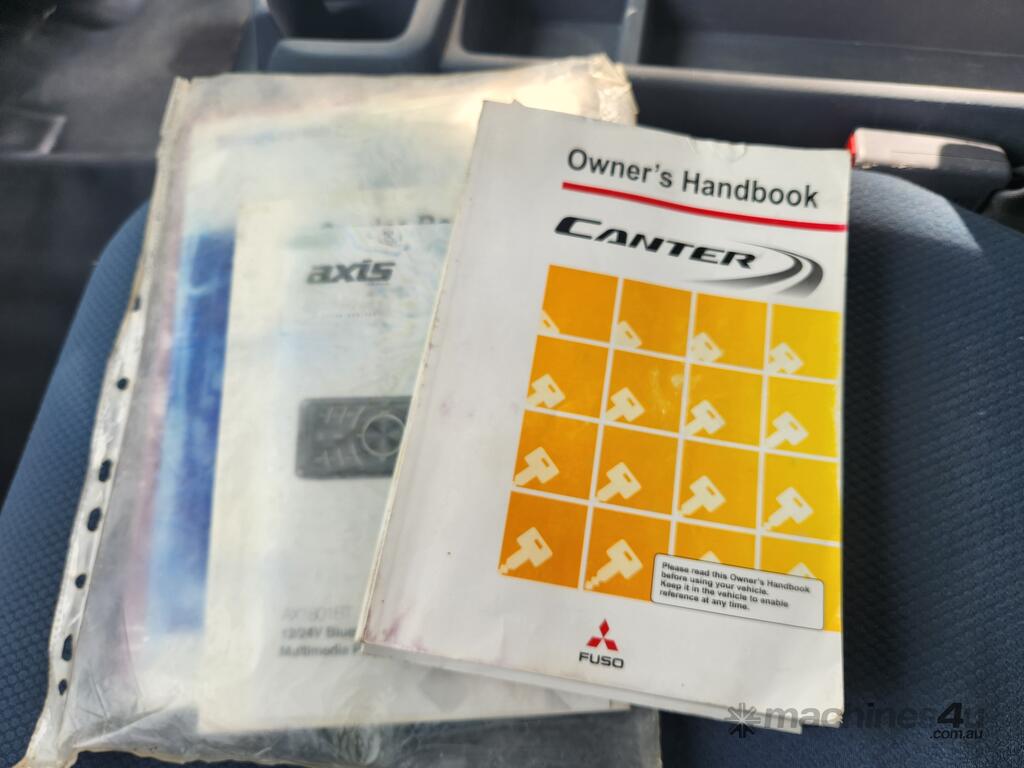 Owner's Handbook
CANTER
Please read this Owner's Handbook
before using your vehicle.
Keep it in the vehicle to enable
reference at any time.
FUSO
axis
12/24V Blue
Multimedia
machines4u
.com.au